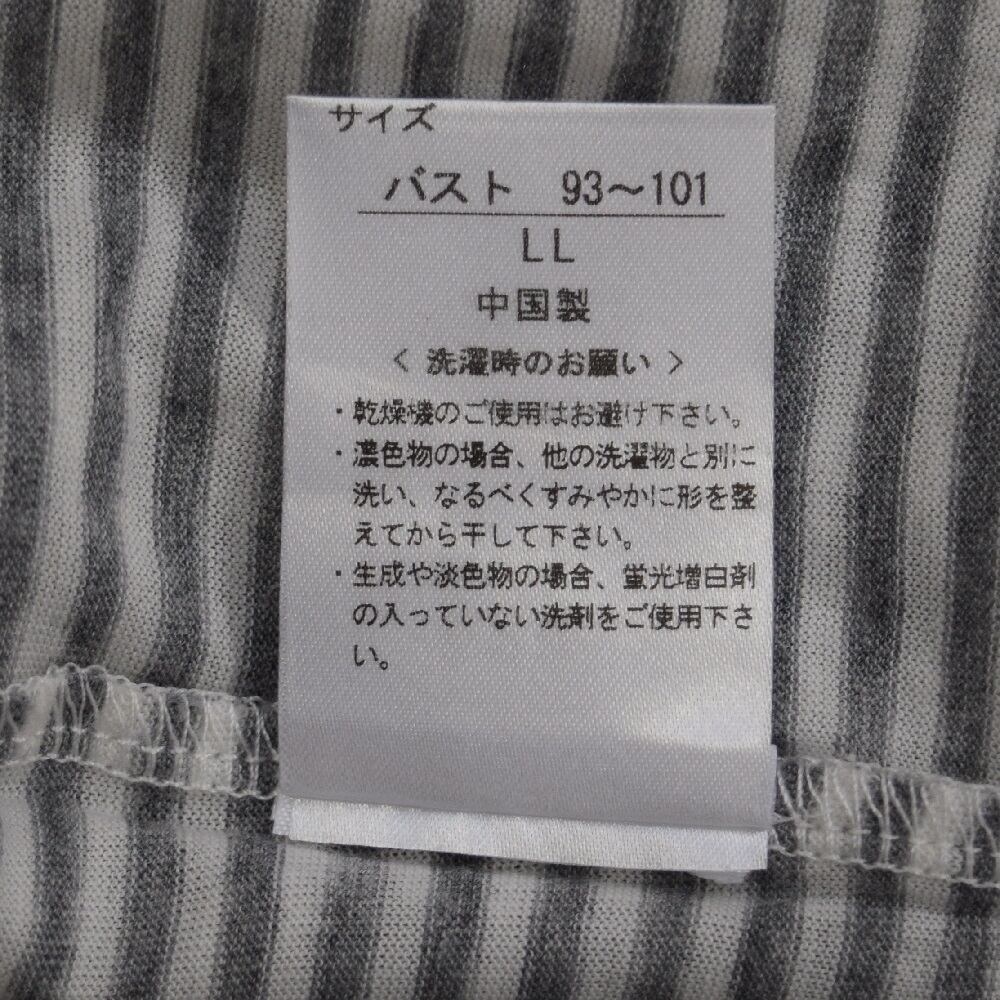 サイズ
バスト 93～101
LL
中国製
〈 洗濯時のお願い 〉
・乾燥機のご使用はお避け下さい。
・濃色物の場合、他の洗濯物と別に
洗い、なるべくすみやかに形を整
えてから干して下さい。
・生成や淡色物の場合、蛍光増白剤
の入っていない洗剤をご使用下さ
い。